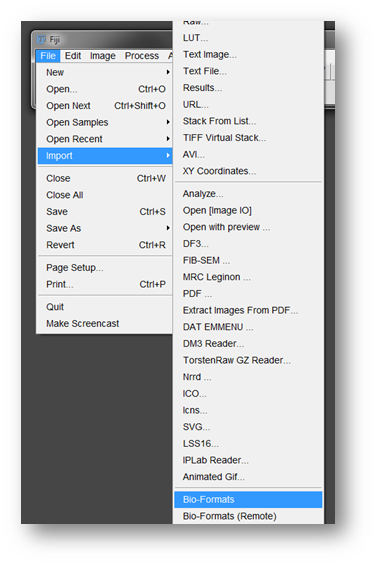 Fiji
File Edit Image Process A
New
Open... Ctrl+O
Open Next Ctrl+Shift+O
Open Samples
Open Recent
Import
Close Ctrl+W
Close All
Save Ctrl+S
Save As
Revert Ctrl+R
Page Setup...
Print... Ctrl+P
Quit
Make Screencast
Raw...
LUT...
Text Image...
Text File...
Results...
URL...
Stack From List...
TIFF Virtual Stack...
AVI...
XY Coordinates...
Analyze...
Open [Image IO]
Open with preview ...
DF3...
FIB-SEM ...
MRC Leginon ...
PDF ...
Extract Images From PDF...
DAT EMMENU ...
DM3 Reader...
TorstenRaw GZ Reader...
Nrrd ...
ICO...
Icns...
SVG...
LSS16...
IPLab Reader...
Animated Gif...
Bio-Formats
Bio-Formats (Remote)